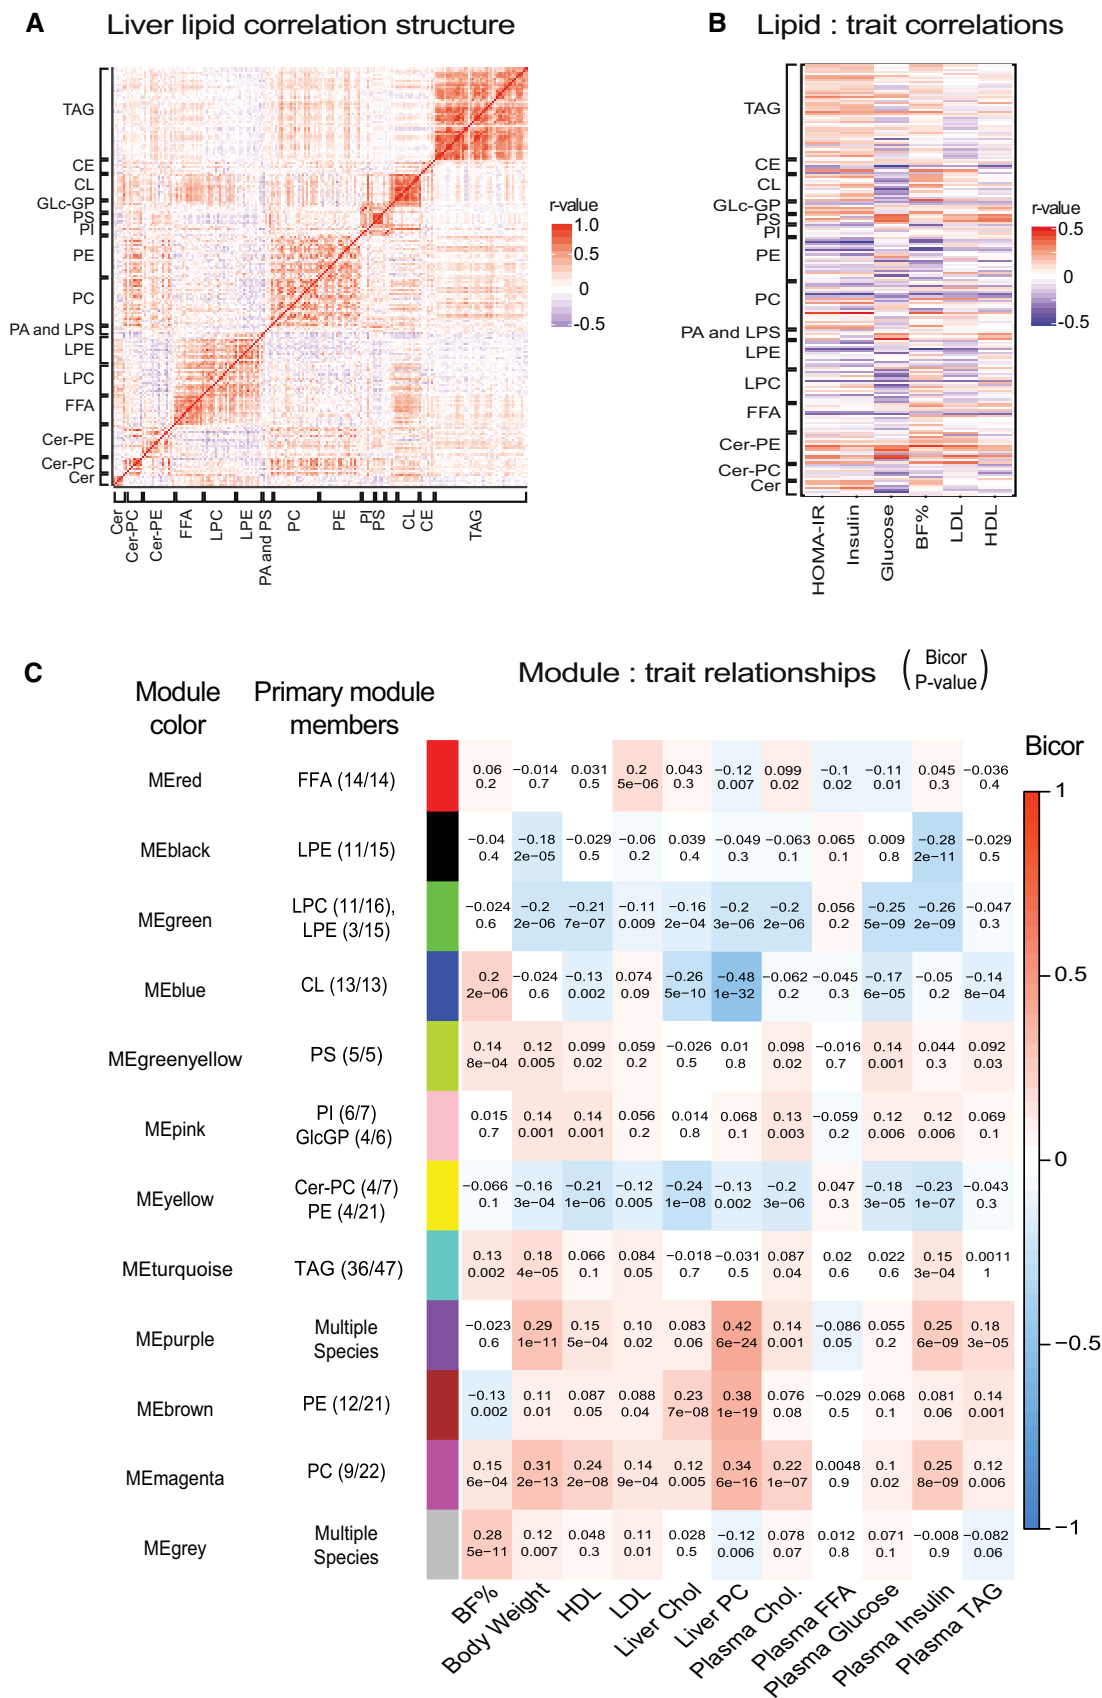 A Liver lipid correlation structure
TAG
CE
CL
GLc-GP
PS
PI
PE
PC
PA and LPS
LPE
LPC
FFA
Cer-PE
Cer-PC
Cer
Cer Cer-PC Cer-PE FFA LPC LPE PA and PS PC PE PI PS CL CE TAG
r-value
1.0
0.5
0
-0.5
B Lipid : trait correlations
TAG
CE
CL
GLc-GP
PS
PI
PE
PC
PA and LPS
LPE
LPC
FFA
Cer-PE
Cer-PC
Cer
HOMA-IR Insulin Glucose BF% LDL HDL
r-value
0.5
0
-0.5
C Module : trait relationships (Bicor
P-value)
Module color Primary module members
Bicor
MEred FFA (14/14)
0.06 −0.014 0.031 0.2 0.043 −0.12 0.099 −0.1 −0.11 0.045 −0.036
0.2 0.7 0.5 5e−06 0.3 0.007 0.02 0.02 0.01 0.3 0.4
MEblack LPE (11/15)
−0.04 −0.18 −0.029 −0.06 0.039 −0.049 −0.063 0.065 0.009 −0.28 −0.029
0.4 2e−05 0.5 0.2 0.4 0.3 0.1 0.1 0.8 2e−11 0.5
MEgreen LPC (11/16),
LPE (3/15)
−0.024 −0.2 −0.21 −0.11 −0.16 −0.2 −0.2 0.056 −0.25 −0.26 −0.047
0.6 2e−06 7e−07 0.009 2e−04 3e−06 2e−06 0.2 5e−09 2e−09 0.3
MEblue CL (13/13)
0.2 −0.024 −0.13 0.074 −0.26 −0.48 −0.062 −0.045 −0.17 −0.05 −0.14
2e−06 0.6 0.002 0.09 5e−10 1e−32 0.2 0.3 6e−05 0.2 8e−04
MEgreenyellow PS (5/5)
0.14 0.12 0.099 0.059 −0.026 0.01 0.098 −0.016 0.14 0.044 0.092
8e−04 0.005 0.02 0.2 0.5 0.8 0.02 0.7 0.001 0.3 0.03
MEpink PI (6/7)
GlcGP (4/6)
0.015 0.14 0.14 0.056 0.014 0.068 0.13 −0.059 0.12 0.12 0.069
0.7 0.001 0.001 0.2 0.8 0.1 0.003 0.2 0.006 0.006 0.1
MEyellow Cer-PC (4/7)
PE (4/21)
−0.066 −0.16 −0.21 −0.12 −0.24 −0.13 −0.2 0.047 −0.18 −0.23 −0.043
0.1 3e−04 1e−06 0.005 1e−08 0.002 3e−06 0.3 3e−05 1e−07 0.3
MEturquoise TAG (36/47)
0.13 0.18 0.066 0.084 −0.018 −0.031 0.087 0.02 0.022 0.15 0.0011
0.002 4e−05 0.1 0.05 0.7 0.5 0.04 0.6 0.6 3e−04 1
MEpurple Multiple
Species
−0.023 0.29 0.15 0.10 0.083 0.42 0.14 −0.086 0.055 0.25 0.18
0.6 1e−11 5e−04 0.02 0.06 6e−24 0.001 0.05 0.2 6e−09 3e−05
MEbrown PE (12/21)
−0.13 0.11 0.087 0.088 0.23 0.38 0.076 −0.029 0.068 0.081 0.14
0.002 0.01 0.05 0.04 7e−08 1e−19 0.08 0.5 0.1 0.06 0.001
MEmagenta PC (9/22)
0.15 0.31 0.24 0.14 0.12 0.34 0.22 0.0048 0.1 0.25 0.12
6e−04 2e−13 2e−08 9e−04 0.005 6e−16 1e−07 0.9 0.02 8e−09 0.006
MEgrey Multiple
Species
0.28 0.12 0.048 0.11 0.028 −0.12 0.078 0.012 0.071 −0.008 −0.082
5e−11 0.007 0.3 0.01 0.5 0.006 0.07 0.8 0.1 0.9 0.06
BF% Body Weight HDL LDL Liver Chol Liver PC Plasma Chol. Plasma FFA Plasma Glucose Plasma Insulin Plasma TAG
1
0.5
0
−0.5
−1